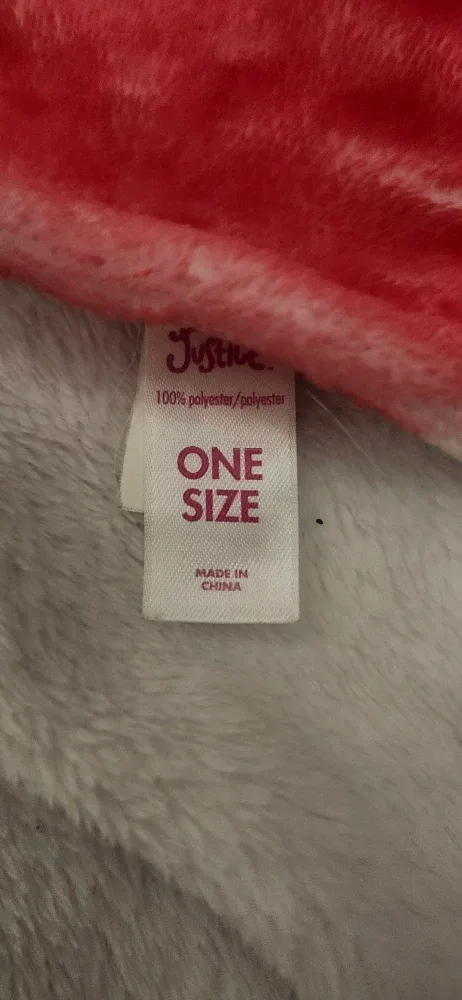 Justice
100% polyester/polyester
ONE
SIZE
MADE IN
CHINA